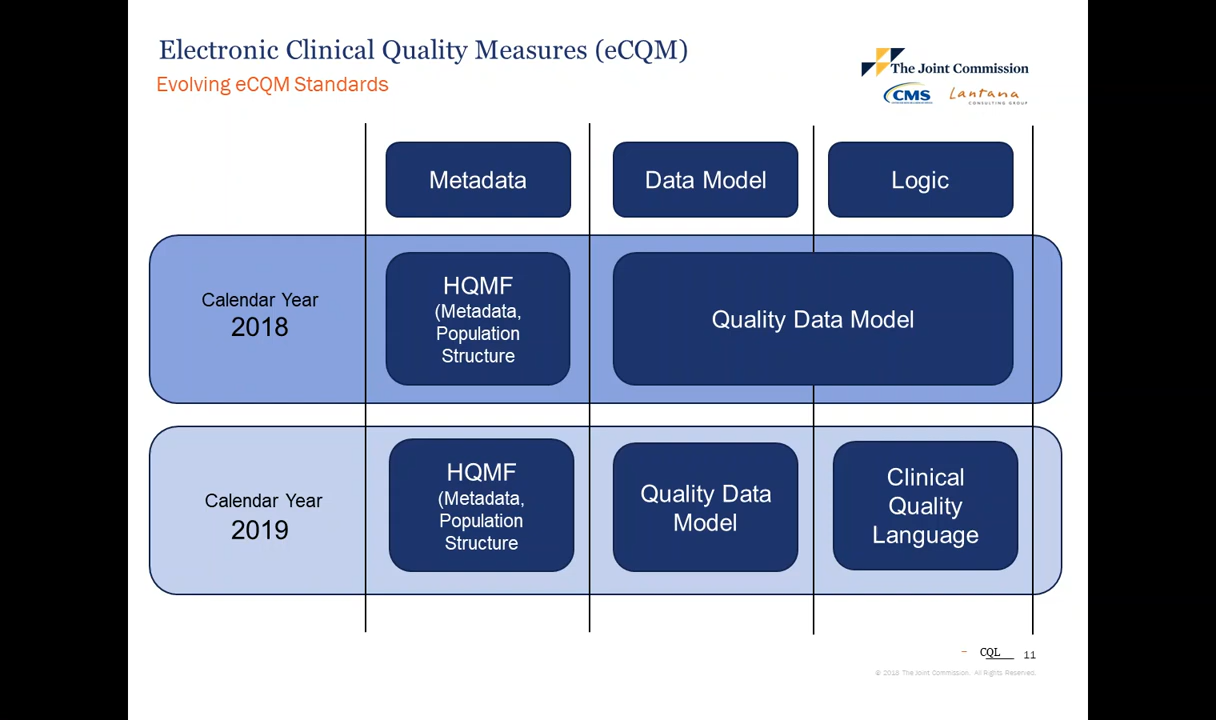 Electronic Clinical Quality Measures (eCQM)
Evolving eCQM Standards
The Joint Commission
CMS
Lantana
CONSULTING GROUP
Metadata
Data Model
Logic
Calendar Year
2018
HQMF
(Metadata,
Population
Structure
Quality Data Model
Calendar Year
2019
HQMF
(Metadata,
Population
Structure
Quality Data
Model
Clinical
Quality
Language
– CQL
11
© 2018 The Joint Commission. All Rights Reserved.